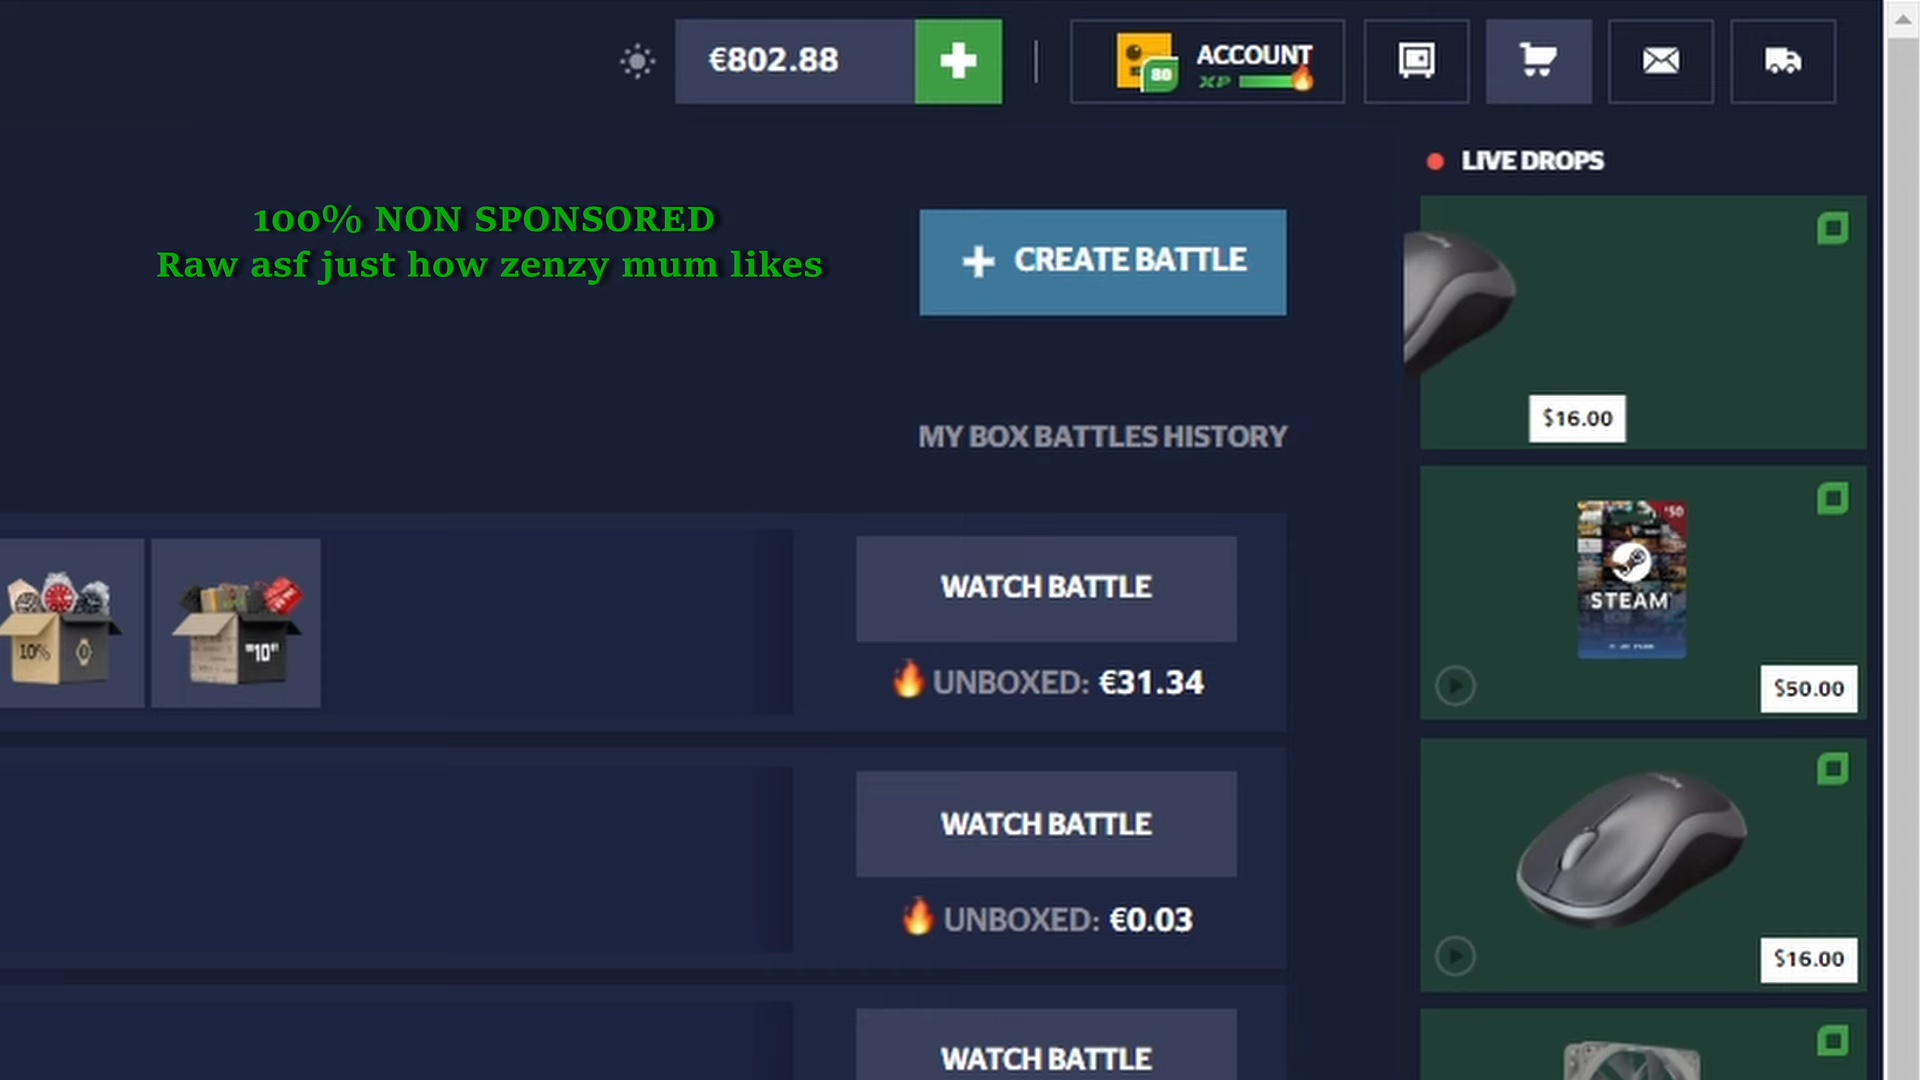 €802.88
ACCOUNT
80
XP
LIVE DROPS
100% NON SPONSORED
Raw asf just how zenzy mum likes
CREATE BATTLE
$16.00
MY BOX BATTLES HISTORY
10%
"10"
WATCH BATTLE
UNBOXED: €31.34
$50
STEAM
$50.00
WATCH BATTLE
UNBOXED: €0.03
$16.00
WATCH BATTLE